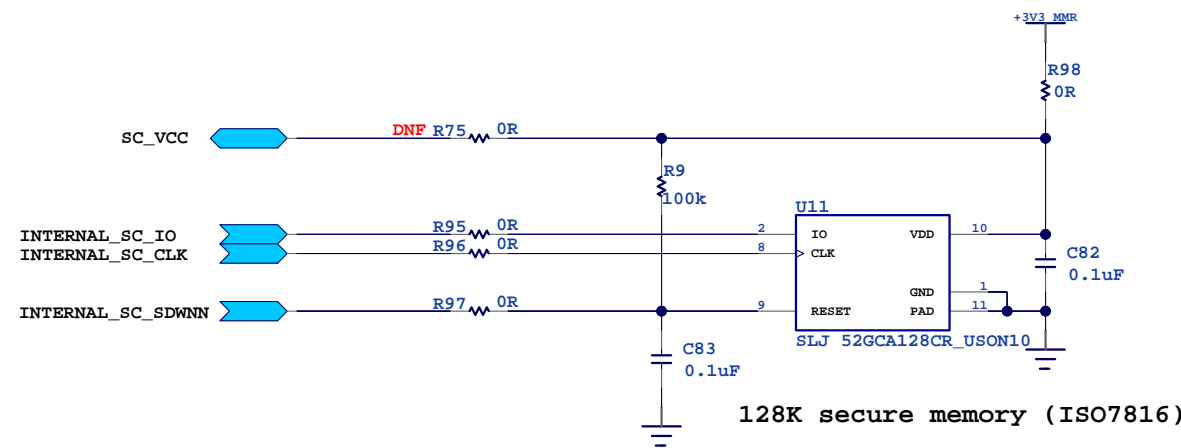 +3V3_MMR
R98
0R
SC_VCC
DNF R75 0R
R9
100k
U11
INTERNAL_SC_IO
R95 0R
2 IO VDD 10
INTERNAL_SC_CLK
R96 0R
8 CLK
C82
0.1uF
GND 1
INTERNAL_SC_SDWNN
R97 0R
9 RESET PAD 11
SLJ 52GCA128CR_USON10
C83
0.1uF
128K secure memory (ISO7816)